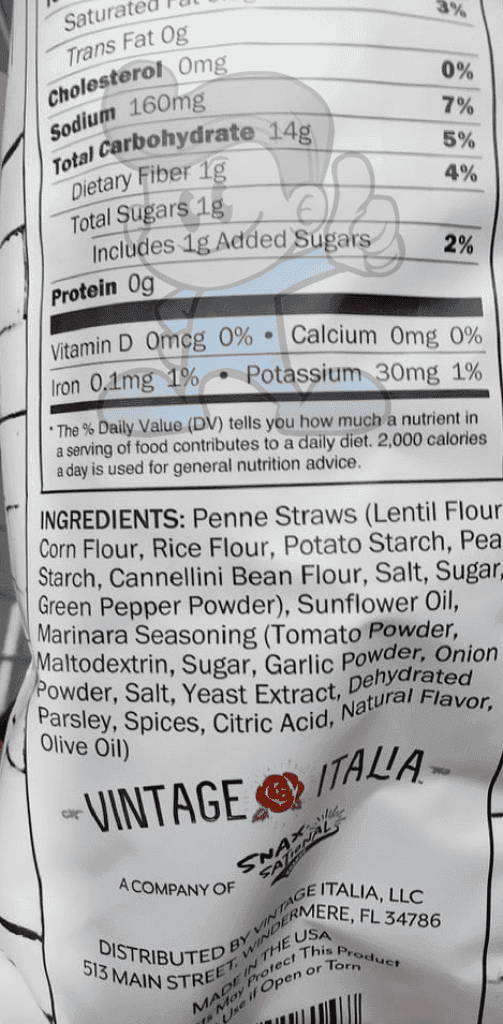 Saturated Fat
3%
Trans Fat 0g
Cholesterol 0mg 0%
Sodium 160mg 7%
Total Carbohydrate 14g 5%
Dietary Fiber 1g 4%
Total Sugars 1g
Includes 1g Added Sugars 2%
Protein 0g
Vitamin D 0mcg 0% • Calcium 0mg 0%
Iron 0.1mg 1% • Potassium 30mg 1%
* The % Daily Value (DV) tells you how much a nutrient in
a serving of food contributes to a daily diet. 2,000 calories
a day is used for general nutrition advice.
INGREDIENTS: Penne Straws (Lentil Flour
Corn Flour, Rice Flour, Potato Starch, Pea
Starch, Cannellini Bean Flour, Salt, Sugar,
Green Pepper Powder), Sunflower Oil,
Marinara Seasoning (Tomato Powder,
Maltodextrin, Sugar, Garlic Powder, Onion
Powder, Salt, Yeast Extract, Dehydrated
Parsley, Spices, Citric Acid, Natural Flavor,
Olive Oil)
VINTAGE ITALIA
A COMPANY OF SNAX-SATIONAL
DISTRIBUTED BY VINTAGE ITALIA, LLC
513 MAIN STREET, WINDERMERE, FL 34786
MADE IN THE USA
May Protect This Product
Use if Open or Torn